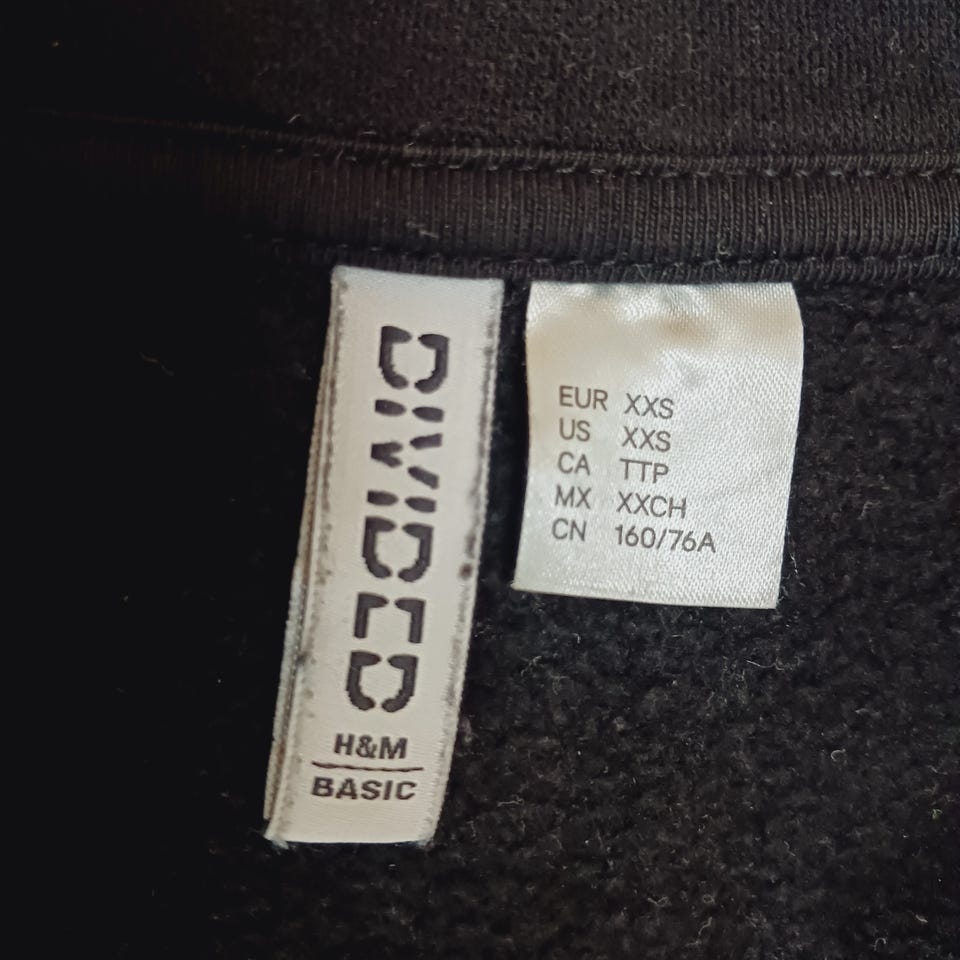 DIVIDED
H&M
BASIC
EUR XXS
US XXS
CA TTP
MX XXCH
CN 160/76A